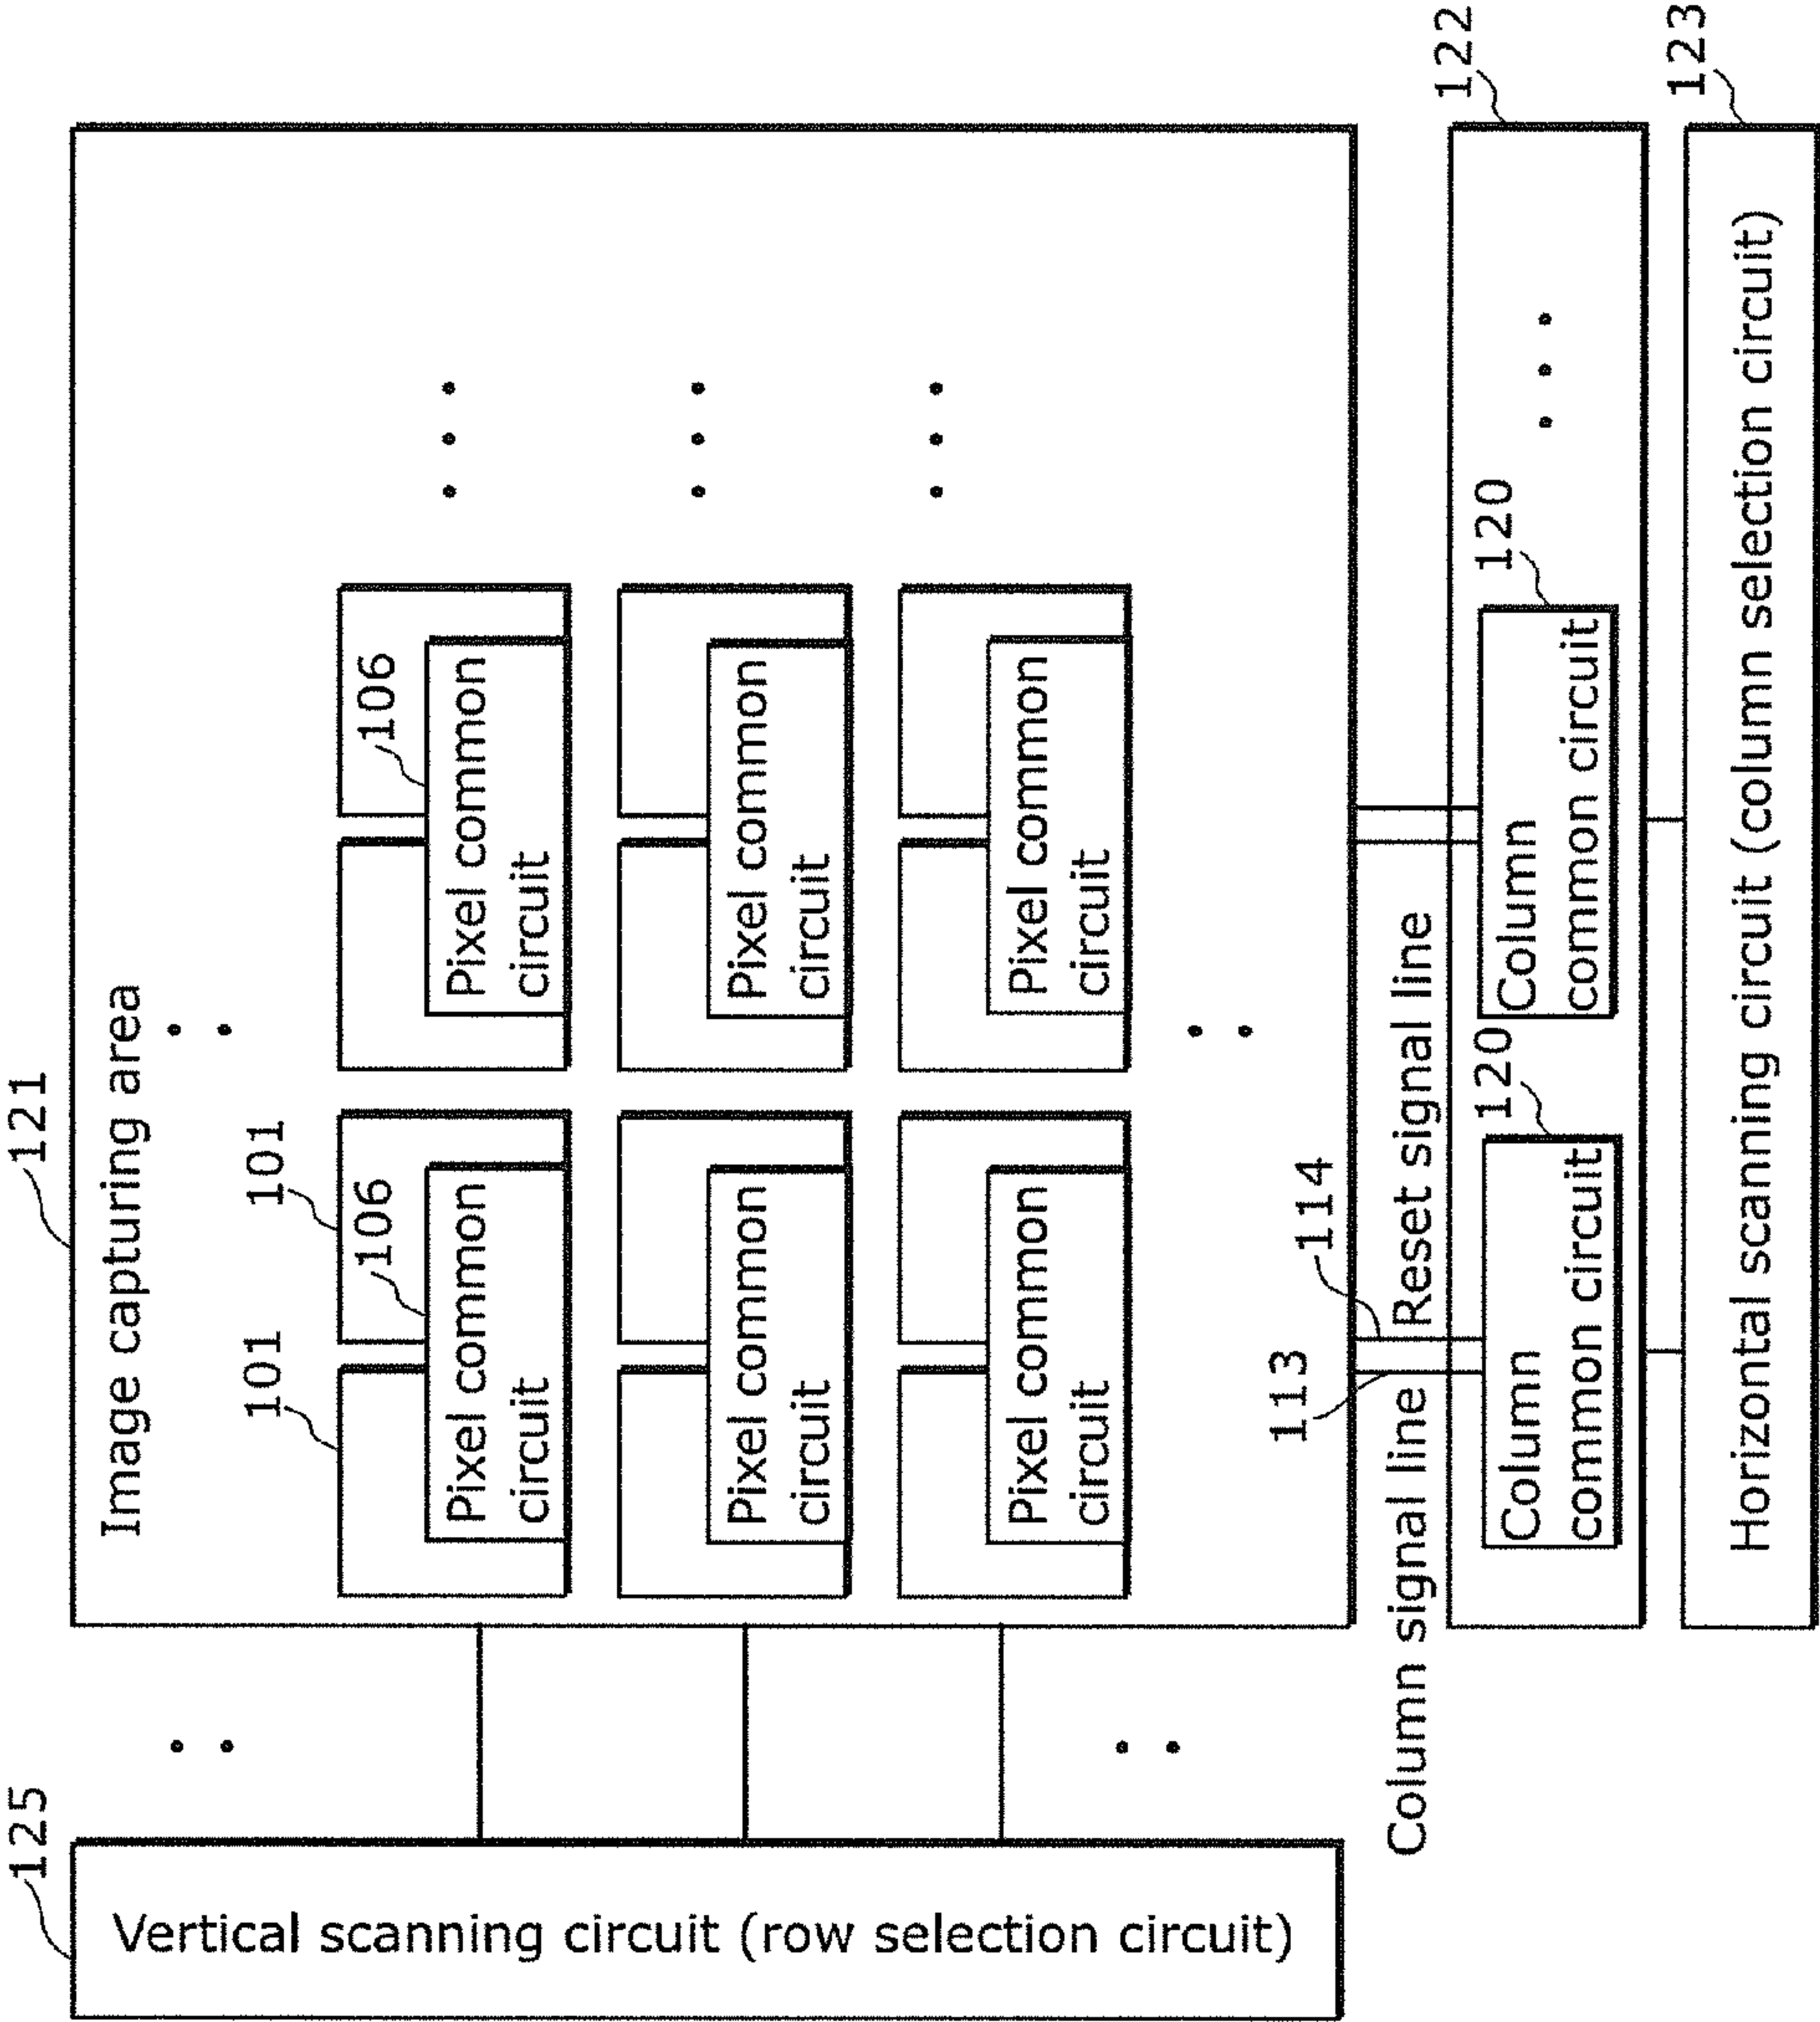 125
121
Vertical scanning circuit (row selection circuit)
Image capturing area
101
101
106
106
Pixel common
circuit
Pixel common
circuit
Pixel common
circuit
Pixel common
circuit
Pixel common
circuit
Pixel common
circuit
113
114
Column signal line
Reset signal line
122
120
120
Column
common circuit
Column
common circuit
123
Horizontal scanning circuit (column selection circuit)